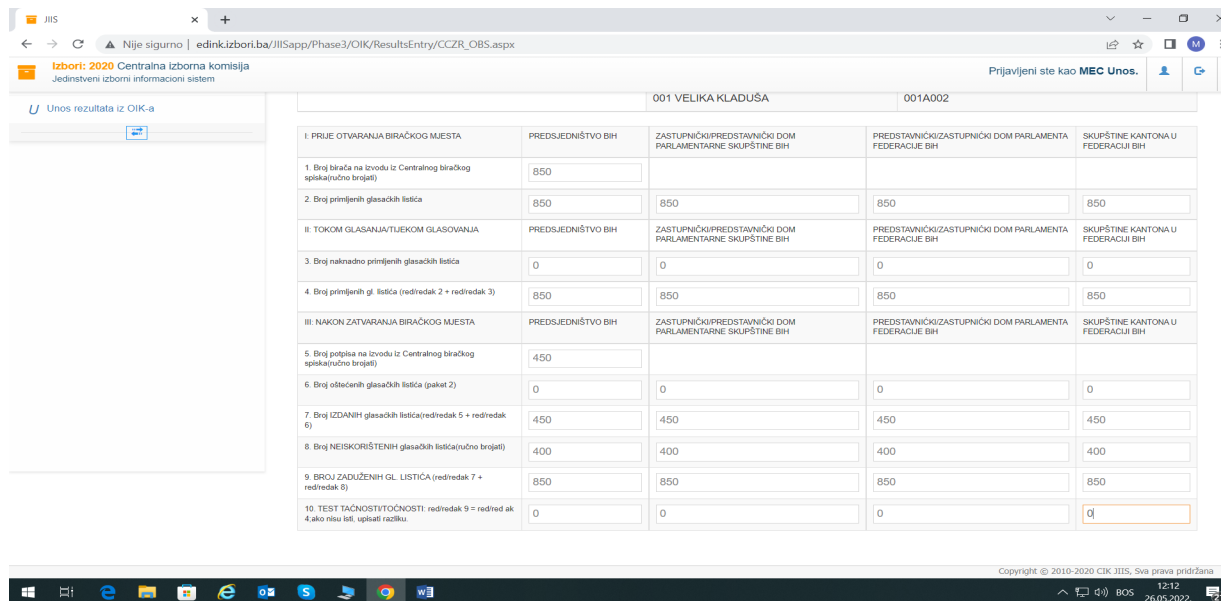 JIIS
Nije sigurno | edink.izbori.ba/JIISapp/Phase3/OIK/ResultsEntry/CCZR_OBS.aspx
M
Izbori: 2020 Centralna izborna komisija
Jedinstveni izborni informacioni sistem
Prijavljeni ste kao MEC Unos.
U Unos rezultata iz OIK-a
001 VELIKA KLADUŠA 001A002
I: PRIJE OTVARANJA BIRAČKOG MJESTA PREDSJEDNIŠTVO BIH ZASTUPNIČKI/PREDSTAVNIČKI DOM PARLAMENTARNE SKUPŠTINE BIH PREDSTAVNIČKI/ZASTUPNIČKI DOM PARLAMENTA FEDERACIJE BiH SKUPŠTINE KANTONA U FEDERACIJI BIH
1. Broj birača na izvodu iz Centralnog biračkog spiska(ručno brojati) 850
2. Broj primljenih glasačkih listića 850 850 850 850
II: TOKOM GLASANJA/TIJEKOM GLASOVANJA PREDSJEDNIŠTVO BIH ZASTUPNIČKI/PREDSTAVNIČKI DOM PARLAMENTARNE SKUPŠTINE BIH PREDSTAVNIČKI/ZASTUPNIČKI DOM PARLAMENTA FEDERACIJE BiH SKUPŠTINE KANTONA U FEDERACIJI BIH
3. Broj naknadno primljenih glasačkih listića 0 0 0 0
4. Broj primljenih gl. listića (red/redak 2 + red/redak 3) 850 850 850 850
III: NAKON ZATVARANJA BIRAČKOG MJESTA PREDSJEDNIŠTVO BIH ZASTUPNIČKI/PREDSTAVNIČKI DOM PARLAMENTARNE SKUPŠTINE BIH PREDSTAVNIČKI/ZASTUPNIČKI DOM PARLAMENTA FEDERACIJE BiH SKUPŠTINE KANTONA U FEDERACIJI BIH
5. Broj potpisa na izvodu iz Centralnog biračkog spiska(ručno brojati) 450
6. Broj oštećenih glasačkih listića (paket 2) 0 0 0 0
7. Broj IZDANIH glasačkih listića(red/redak 5 + red/redak 6) 450 450 450 450
8. Broj NEISKORIŠTENIH glasačkih listića(ručno brojati) 400 400 400 400
9. BROJ ZADUŽENIH GL. LISTIĆA (red/redak 7 + red/redak 8) 850 850 850 850
10. TEST TAČNOSTI/TOČNOSTI: red/redak 9 = red/red ak 4;ako nisu isti, upisati razliku. 0 0 0 0
Copyright © 2010-2020 CIK JIIS, Sva prava pridržana
BOS 12:12
26.05.2022.